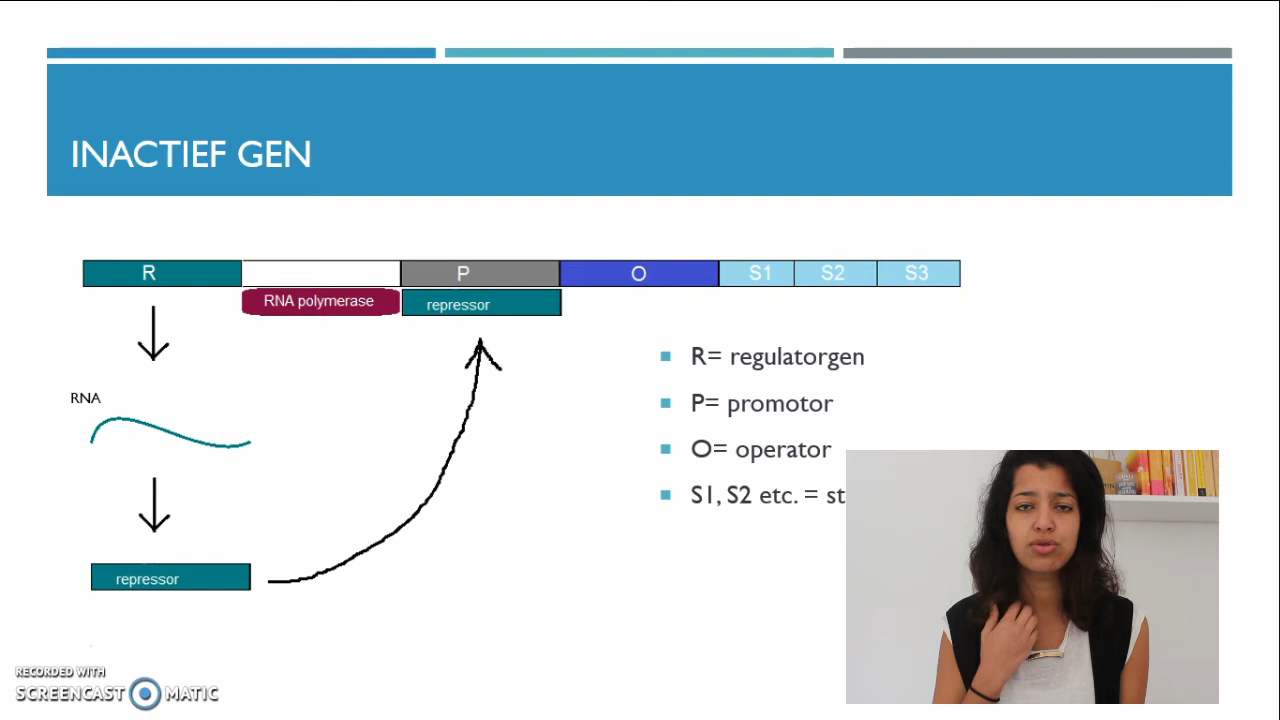 INACTIEF GEN
R P O S1 S2 S3
RNA polymerase repressor
R= regulatorgen
P= promotor
O= operator
S1, S2 etc. = st
RNA
repressor
RECORDED WITH
SCREENCAST MATIC